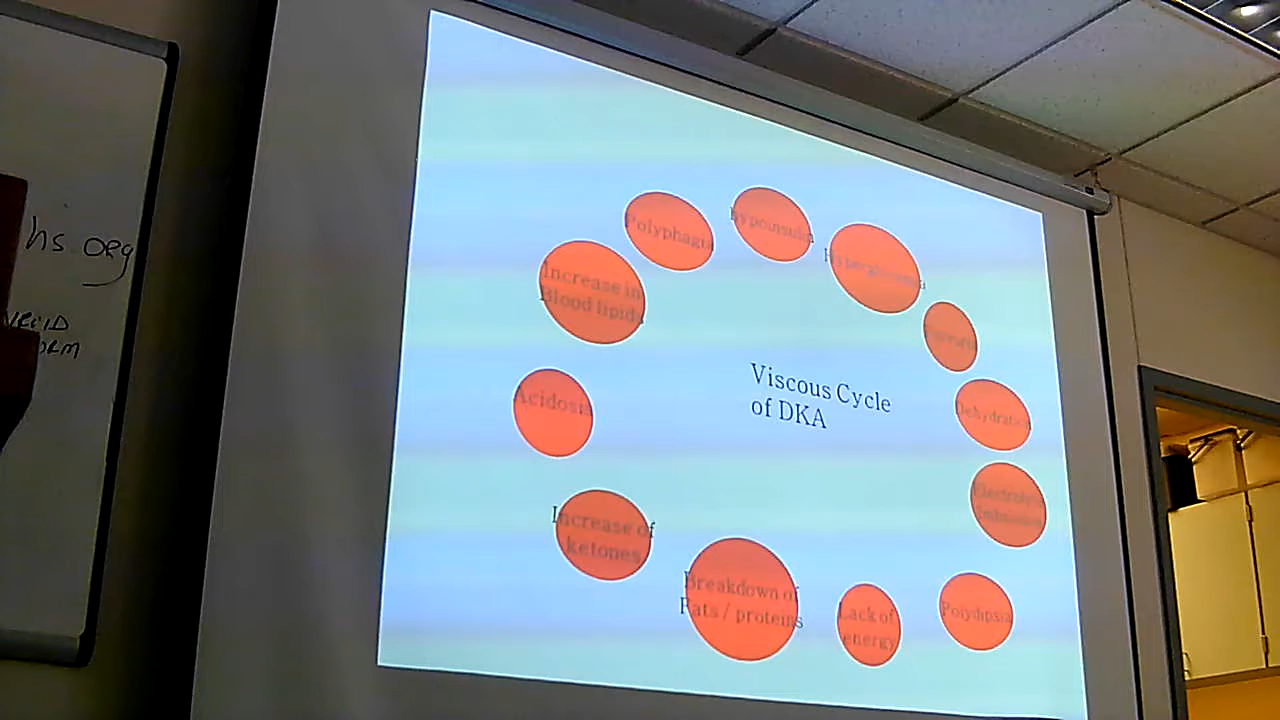 hs org
Polyphagia
Increase in
Blood lipids
Acidosis
Viscous Cycle
of DKA
Dehydration
Increase of
ketones
Breakdown of
Fats / proteins
Lack of
energy
Polydipsia